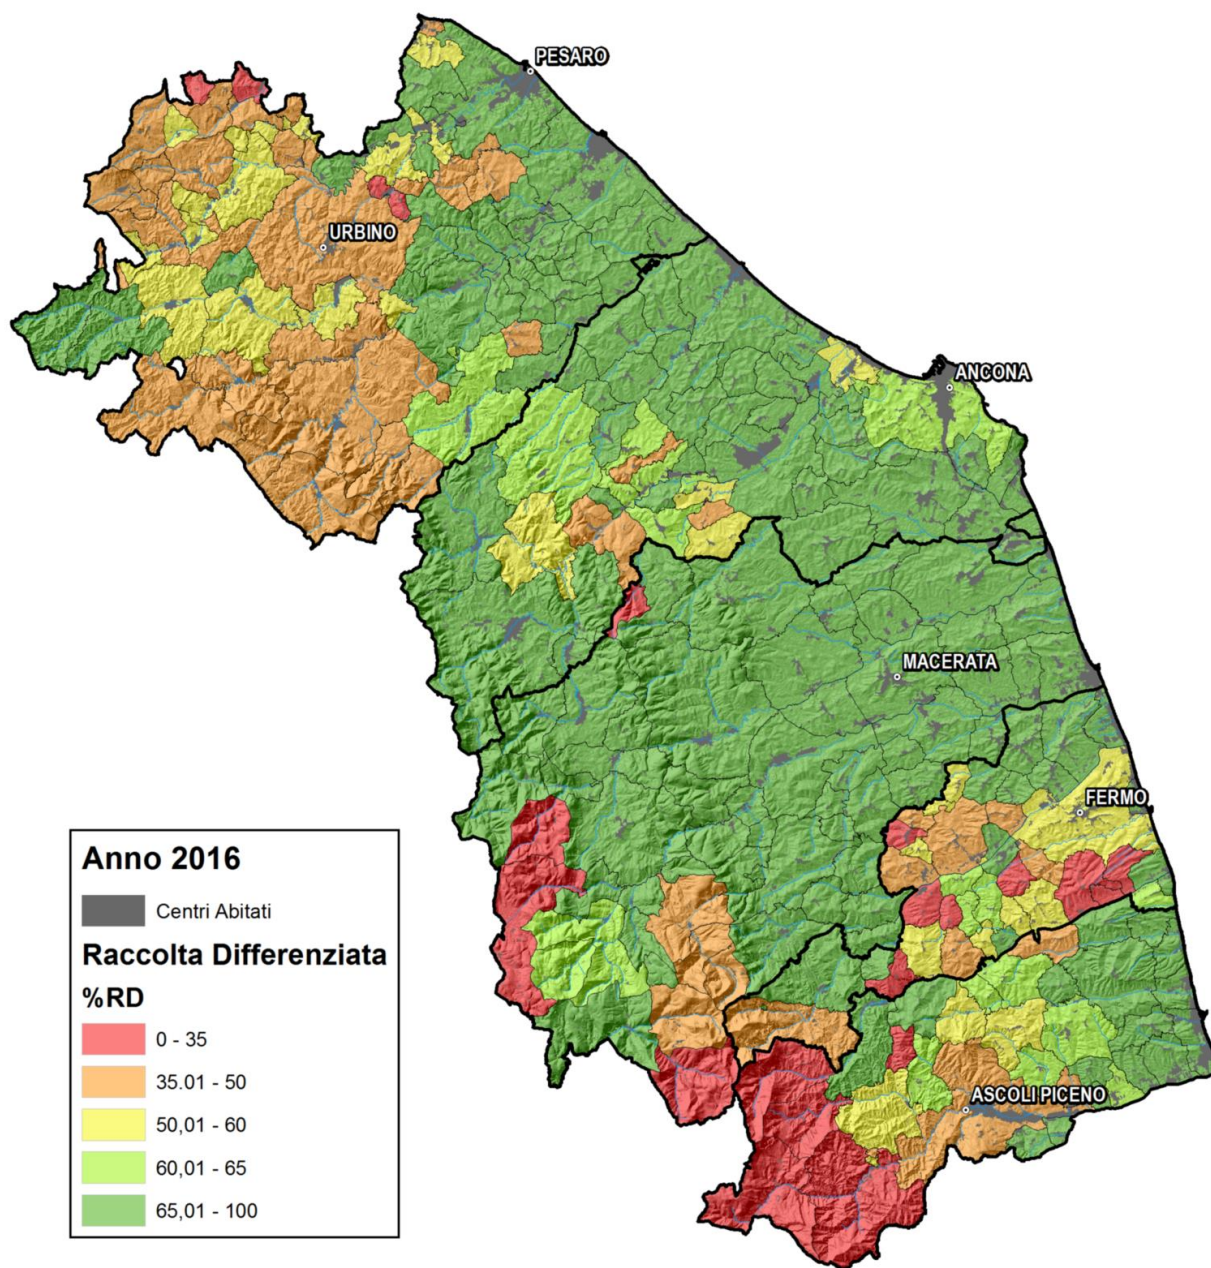 PESARO
URBINO
ANCONA
MACERATA
FERMO
ASCOLI PICENO
Anno 2016
Centri Abitati
Raccolta Differenziata
%RD
0 - 35
35.01 - 50
50,01 - 60
60,01 - 65
65,01 - 100